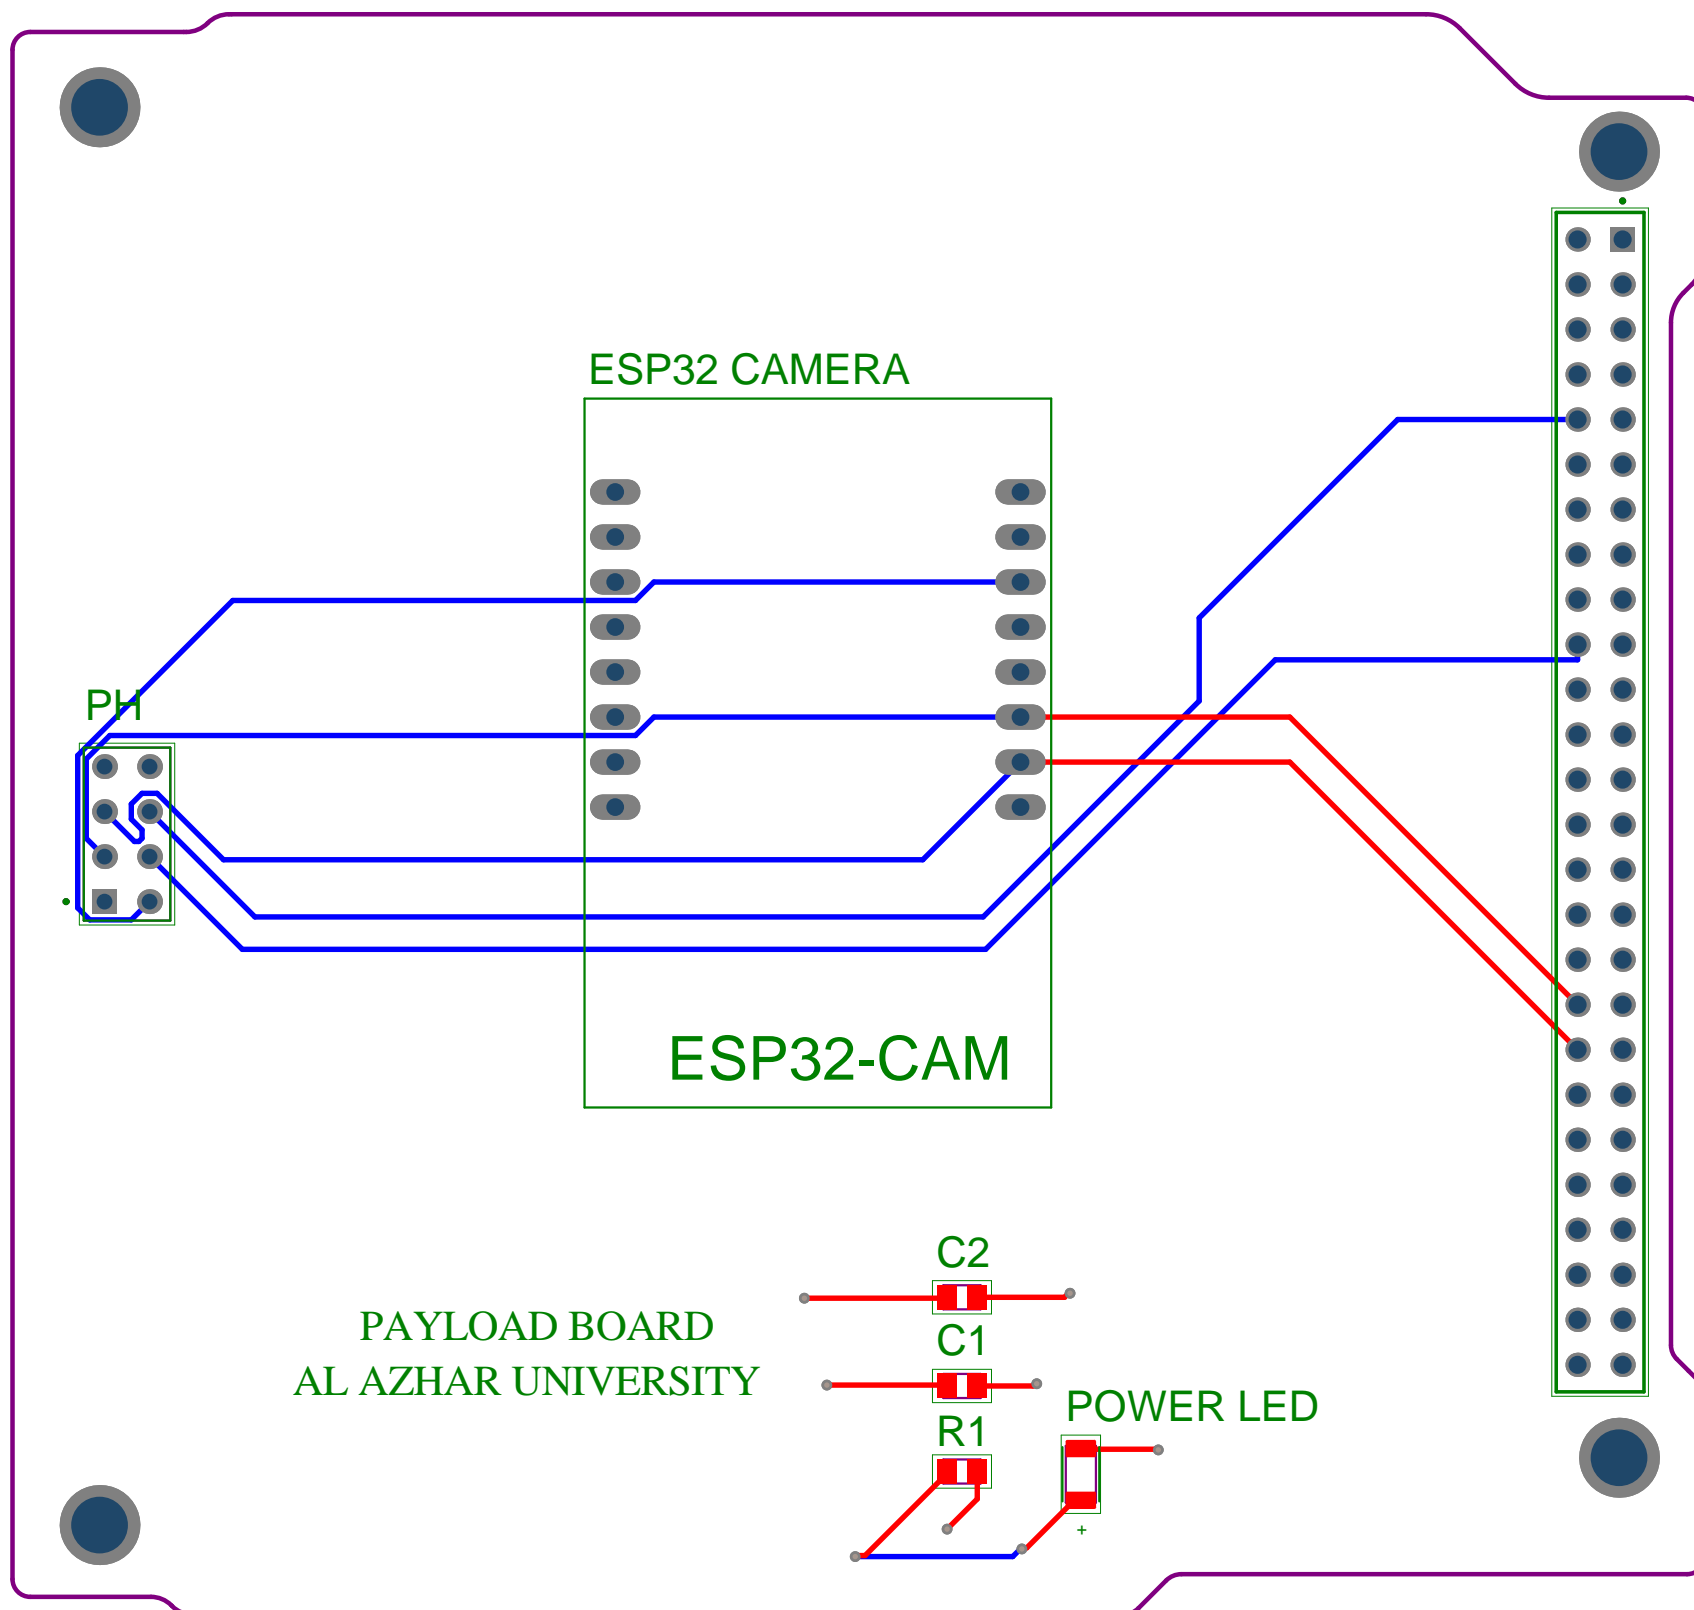 ESP32 CAMERA
PH
ESP32-CAM
C2
PAYLOAD BOARD
C1
AL AZHAR UNIVERSITY
POWER LED
R1
+